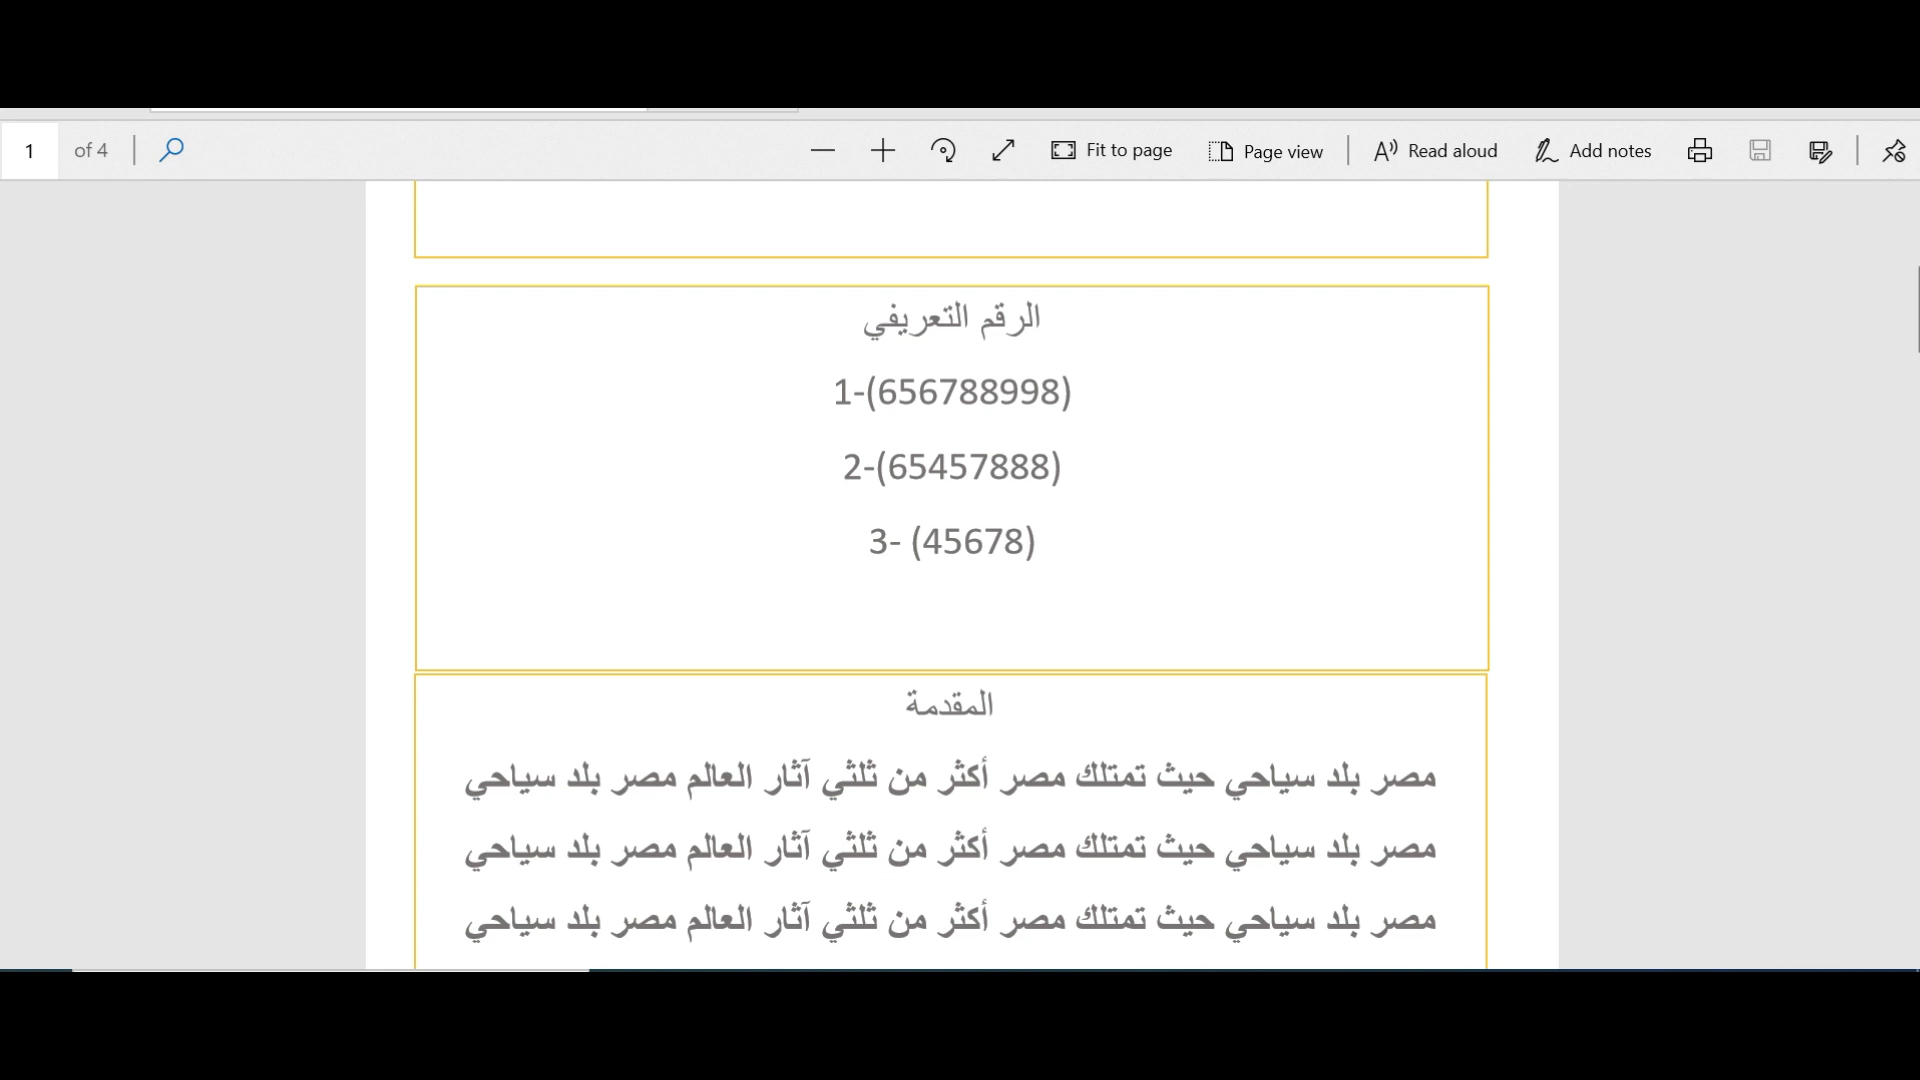 1 of 4 Fit to page Page view Read aloud Add notes
الرقم التعريفي
1-(656788998)
2-(65457888)
3- (45678)
المقدمة
مصر بلد سياحي حيث تمتلك مصر أكثر من ثلثي آثار العالم مصر بلد سياحي
مصر بلد سياحي حيث تمتلك مصر أكثر من ثلثي آثار العالم مصر بلد سياحي
مصر بلد سياحي حيث تمتلك مصر أكثر من ثلثي آثار العالم مصر بلد سياحي